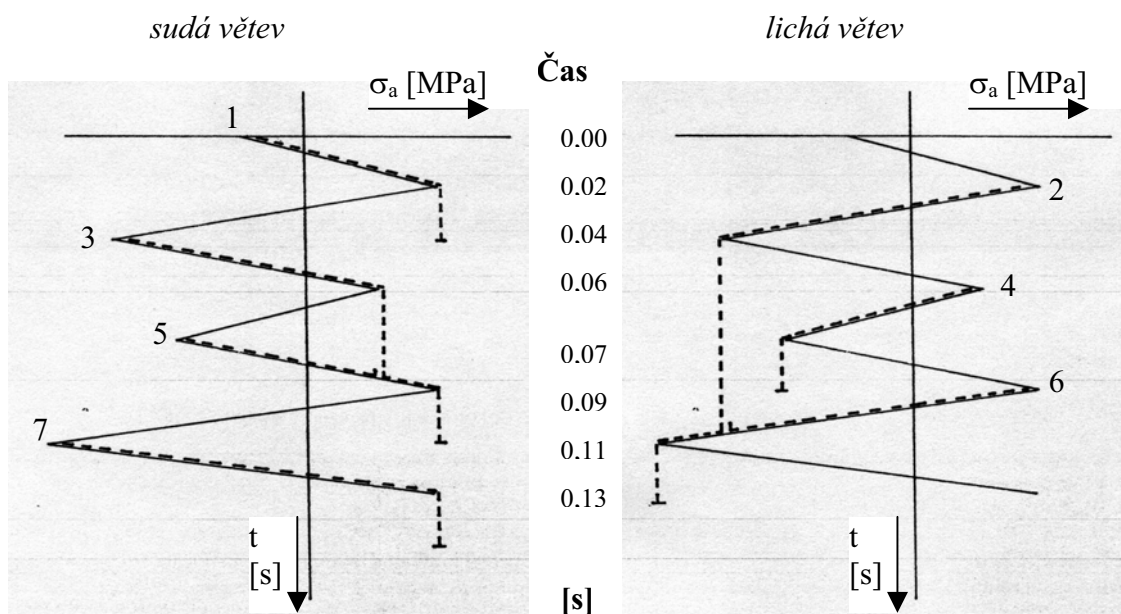 sudá větev
lichá větev
Čas
σa [MPa]
σa [MPa]
1
3
5
7
0.00
0.02
0.04
0.06
0.07
0.09
0.11
0.13
2
4
6
t
[s]
[s]
t
[s]